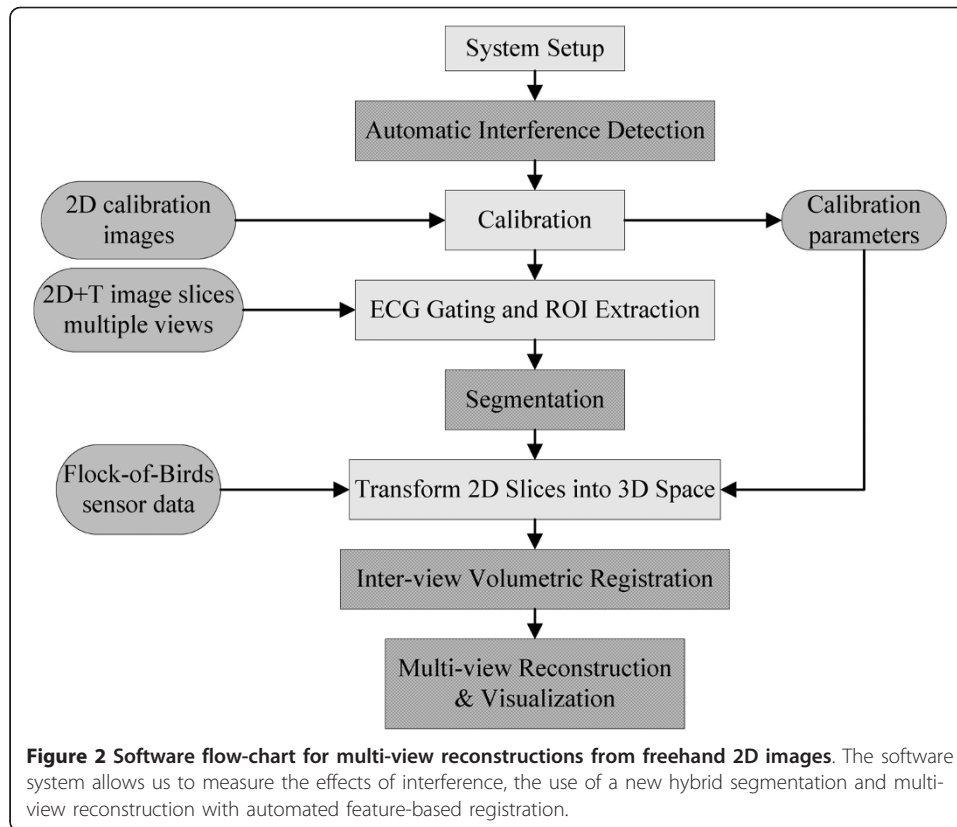 System Setup
Automatic Interference Detection
2D calibration
images
Calibration
Calibration
parameters
2D+T image slices
multiple views
ECG Gating and ROI Extraction
Segmentation
Flock-of-Birds
sensor data
Transform 2D Slices into 3D Space
Inter-view Volumetric Registration
Multi-view Reconstruction
& Visualization
Figure 2 Software flow-chart for multi-view reconstructions from freehand 2D images. The software
system allows us to measure the effects of interference, the use of a new hybrid segmentation and multi-
view reconstruction with automated feature-based registration.